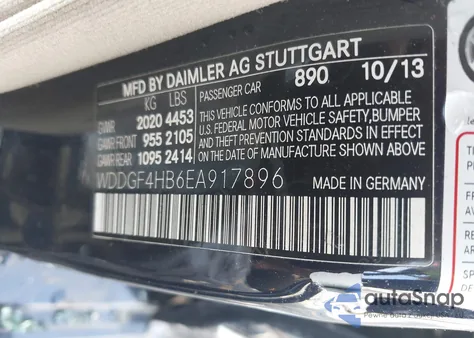 MFD BY DAIMLER AG STUTTGART
890 10/13
KG LBS PASSENGER CAR
GVWR 2020 4453
GAWR FRONT 955 2105
GAWR REAR 1095 2414
THIS VEHICLE CONFORMS TO ALL APPLICABLE
U.S. FEDERAL MOTOR VEHICLE SAFETY, BUMPER
AND THEFT PREVENTION STANDARDS IN EFFECT
ON THE DATE OF MANUFACTURE SHOWN ABOVE.
WDDGF4HB6EA917896
MADE IN GERMANY
autoSnap